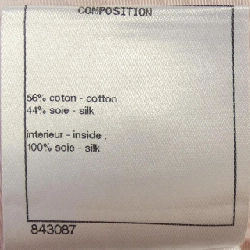 COMPOSITION
56% coton - cotton
44% soie - silk
interieur - inside :
100% soie - silk
843087